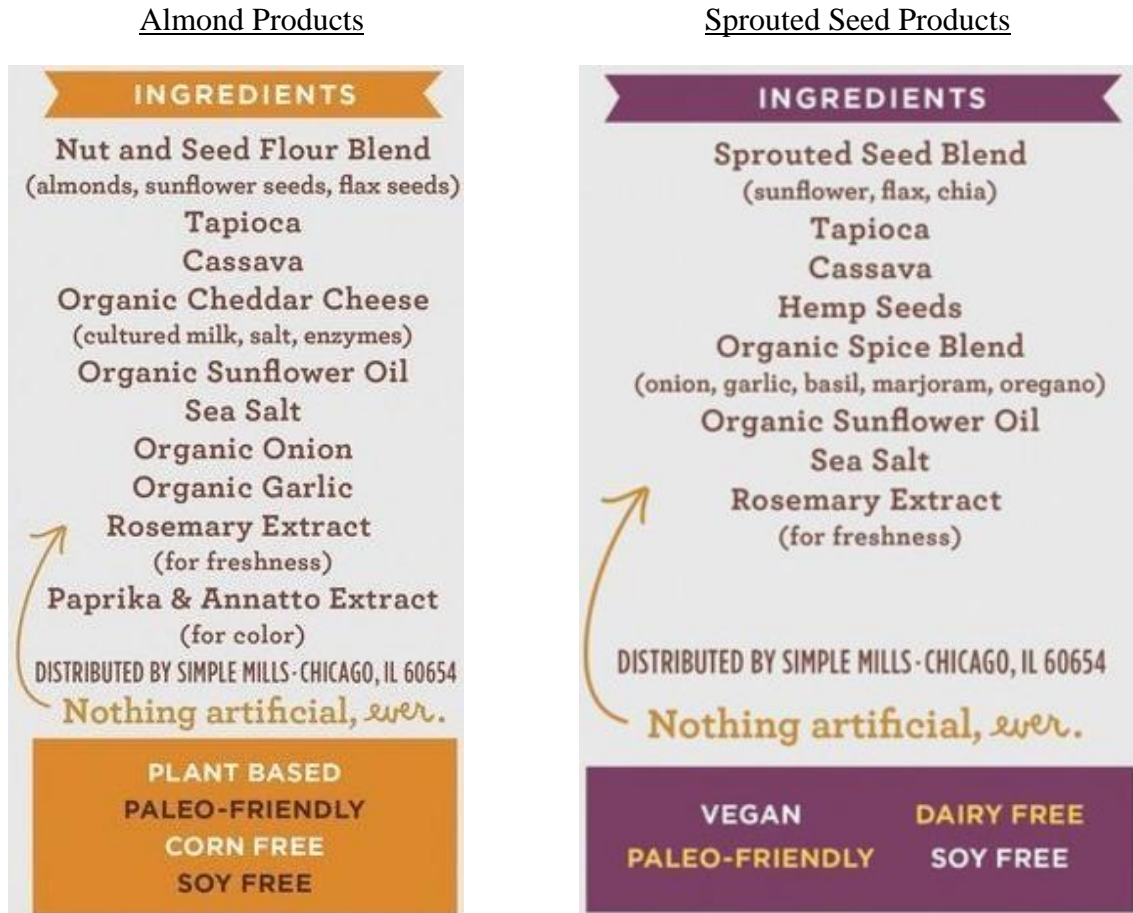 Almond Products
INGREDIENTS
Nut and Seed Flour Blend
(almonds, sunflower seeds, flax seeds)
Tapioca
Cassava
Organic Cheddar Cheese
(cultured milk, salt, enzymes)
Organic Sunflower Oil
Sea Salt
Organic Onion
Organic Garlic
Rosemary Extract
(for freshness)
Paprika & Annatto Extract
(for color)
DISTRIBUTED BY SIMPLE MILLS · CHICAGO, IL 60654
Nothing artificial, ever.
PLANT BASED
PALEO-FRIENDLY
CORN FREE
SOY FREE
Sprouted Seed Products
INGREDIENTS
Sprouted Seed Blend
(sunflower, flax, chia)
Tapioca
Cassava
Hemp Seeds
Organic Spice Blend
(onion, garlic, basil, marjoram, oregano)
Organic Sunflower Oil
Sea Salt
Rosemary Extract
(for freshness)
DISTRIBUTED BY SIMPLE MILLS · CHICAGO, IL 60654
Nothing artificial, ever.
VEGAN DAIRY FREE
PALEO-FRIENDLY SOY FREE